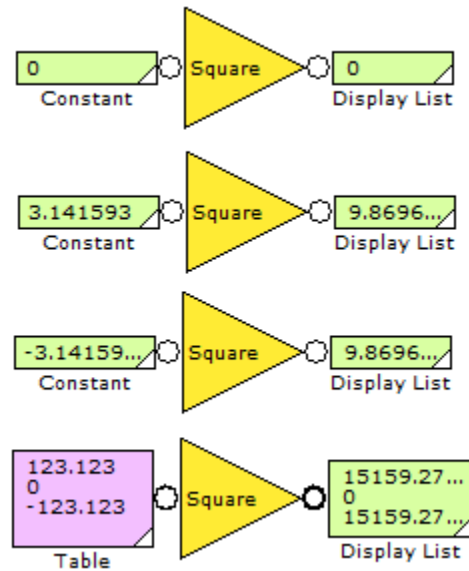 0
Square
0
Constant
Display List
3.141593
Square
9.8696...
Constant
Display List
-3.14159...
Square
9.8696...
Constant
Display List
123.123
0
-123.123
Square
15159.27...
0
15159.27...
Table
Display List